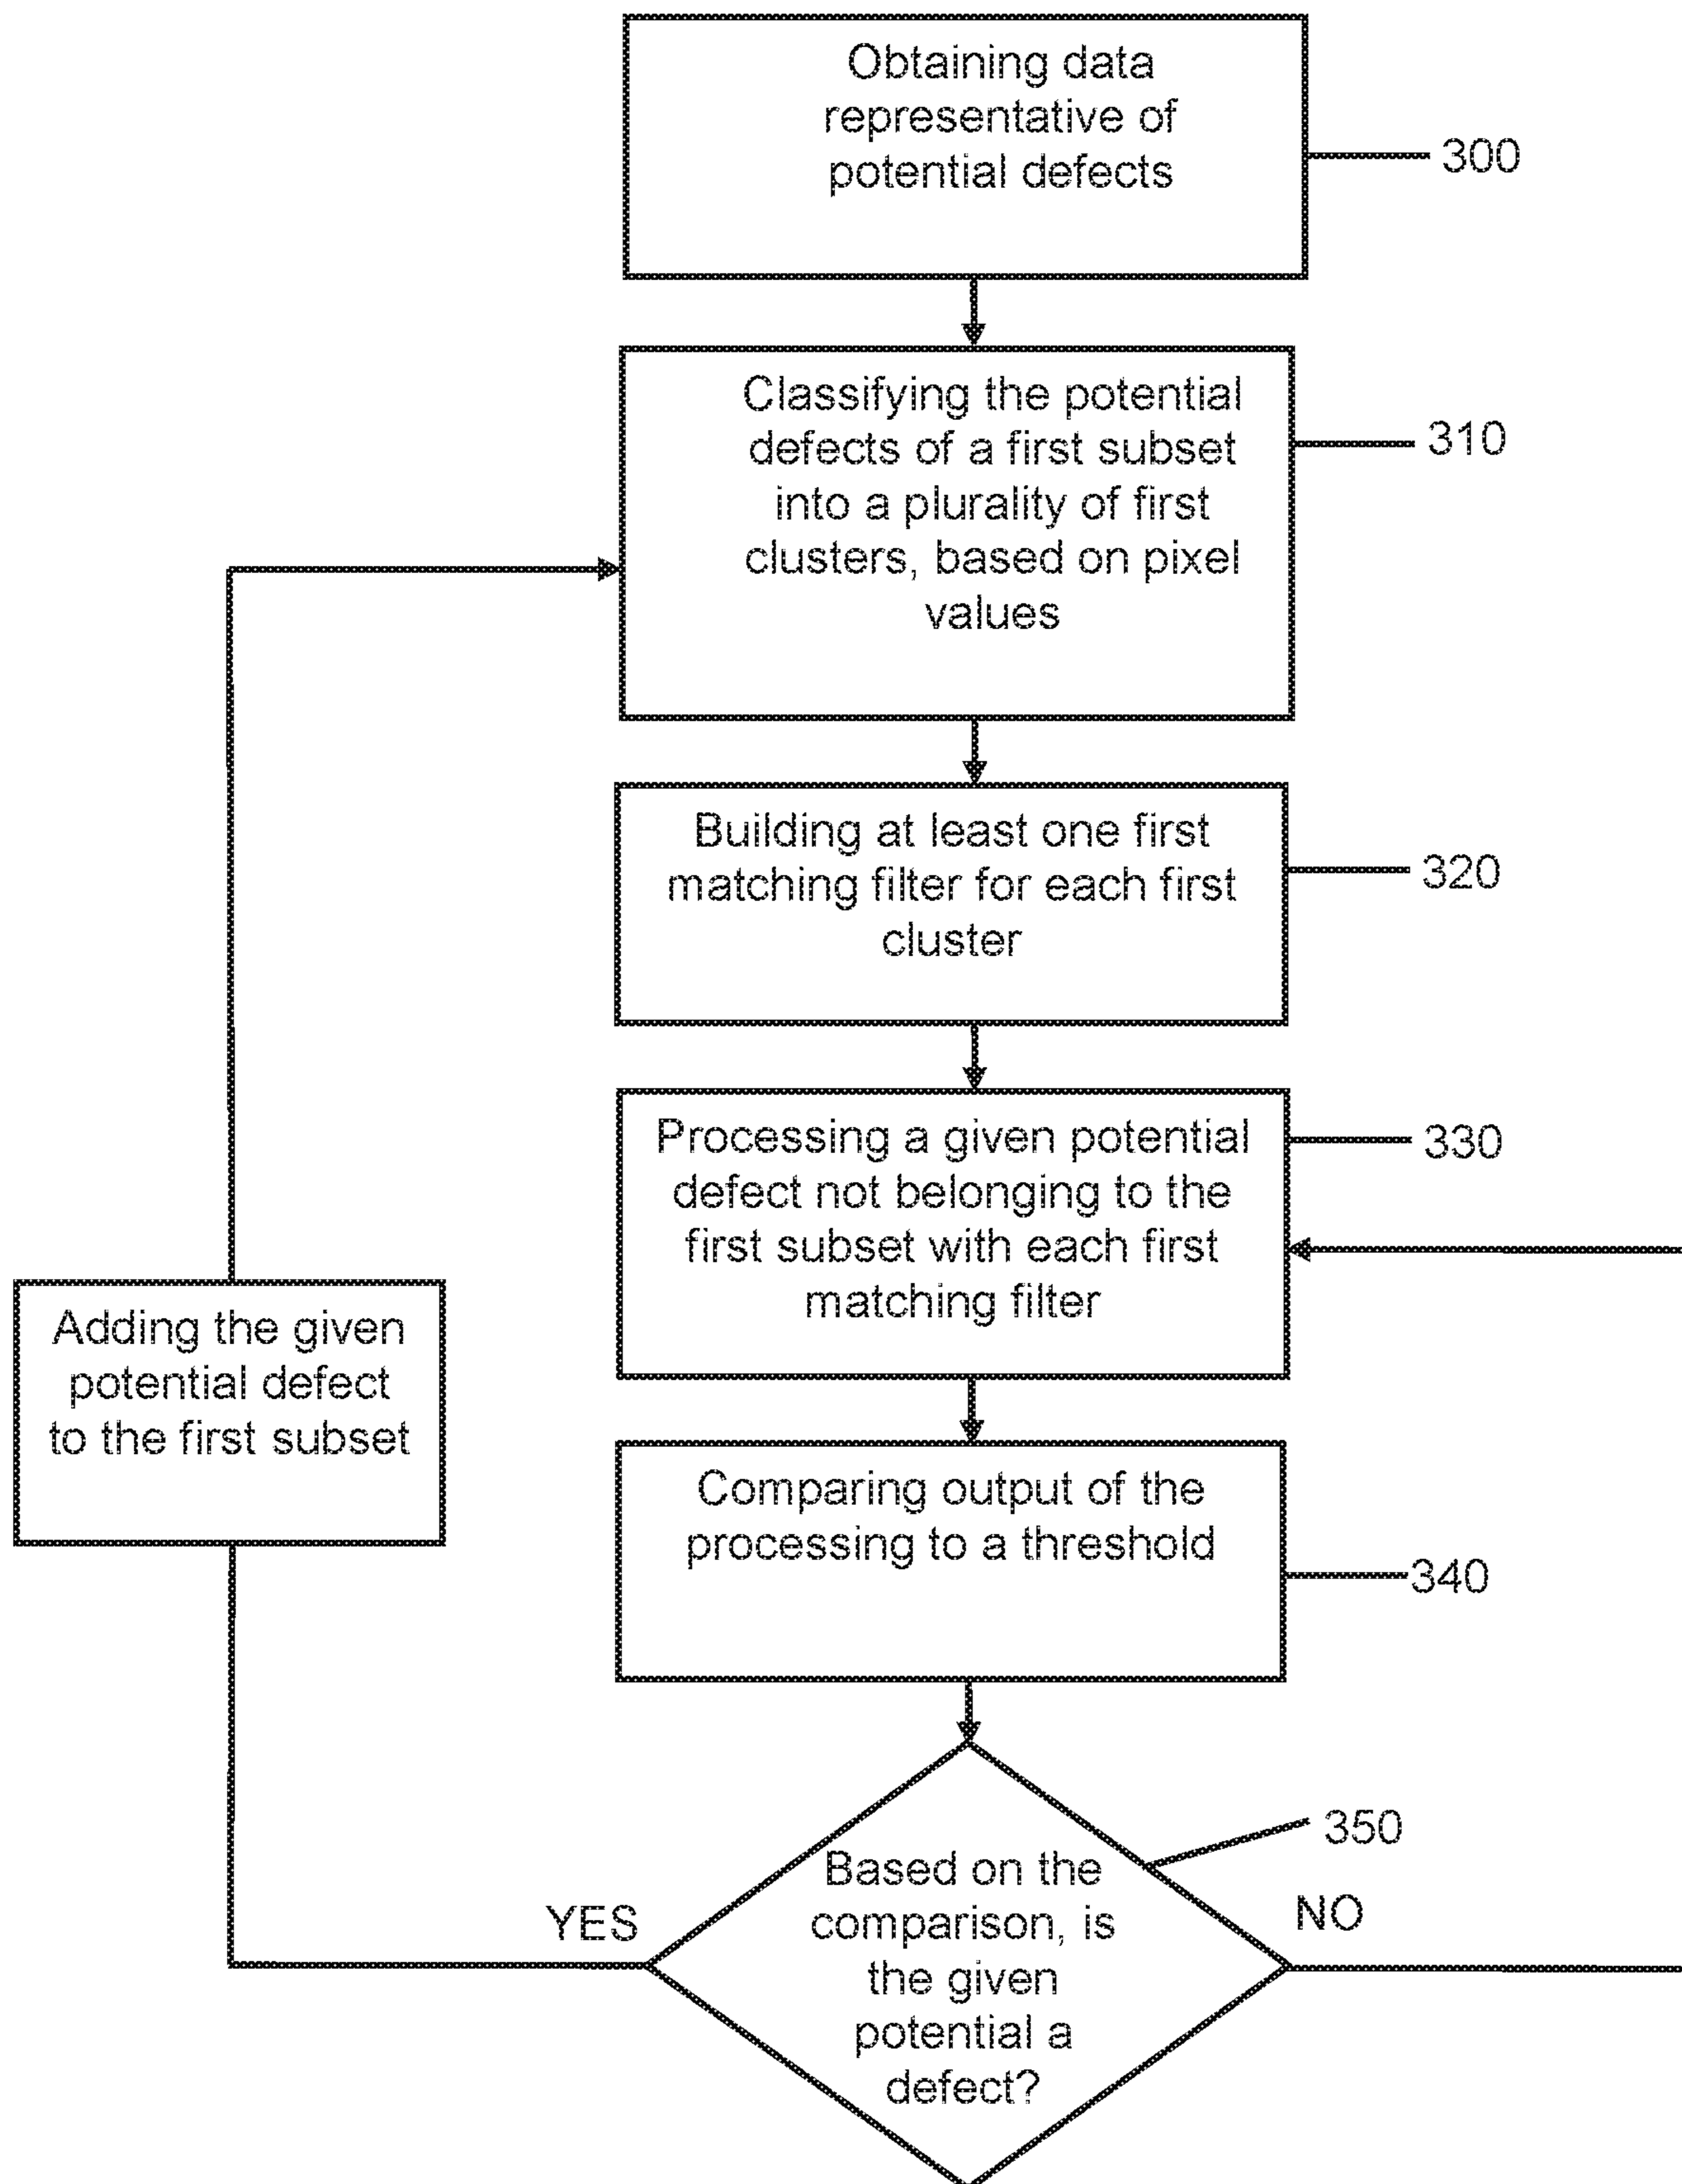 Obtaining data
representative of
potential defects
300
Classifying the potential
defects of a first subset
into a plurality of first
clusters, based on pixel
values
310
Building at least one first
matching filter for each first
cluster
320
Processing a given potential
defect not belonging to the
first subset with each first
matching filter
330
Adding the given
potential defect
to the first subset
Comparing output of the
processing to a threshold
340
350
Based on the
comparison, is
the given
potential a
defect?
YES
NO